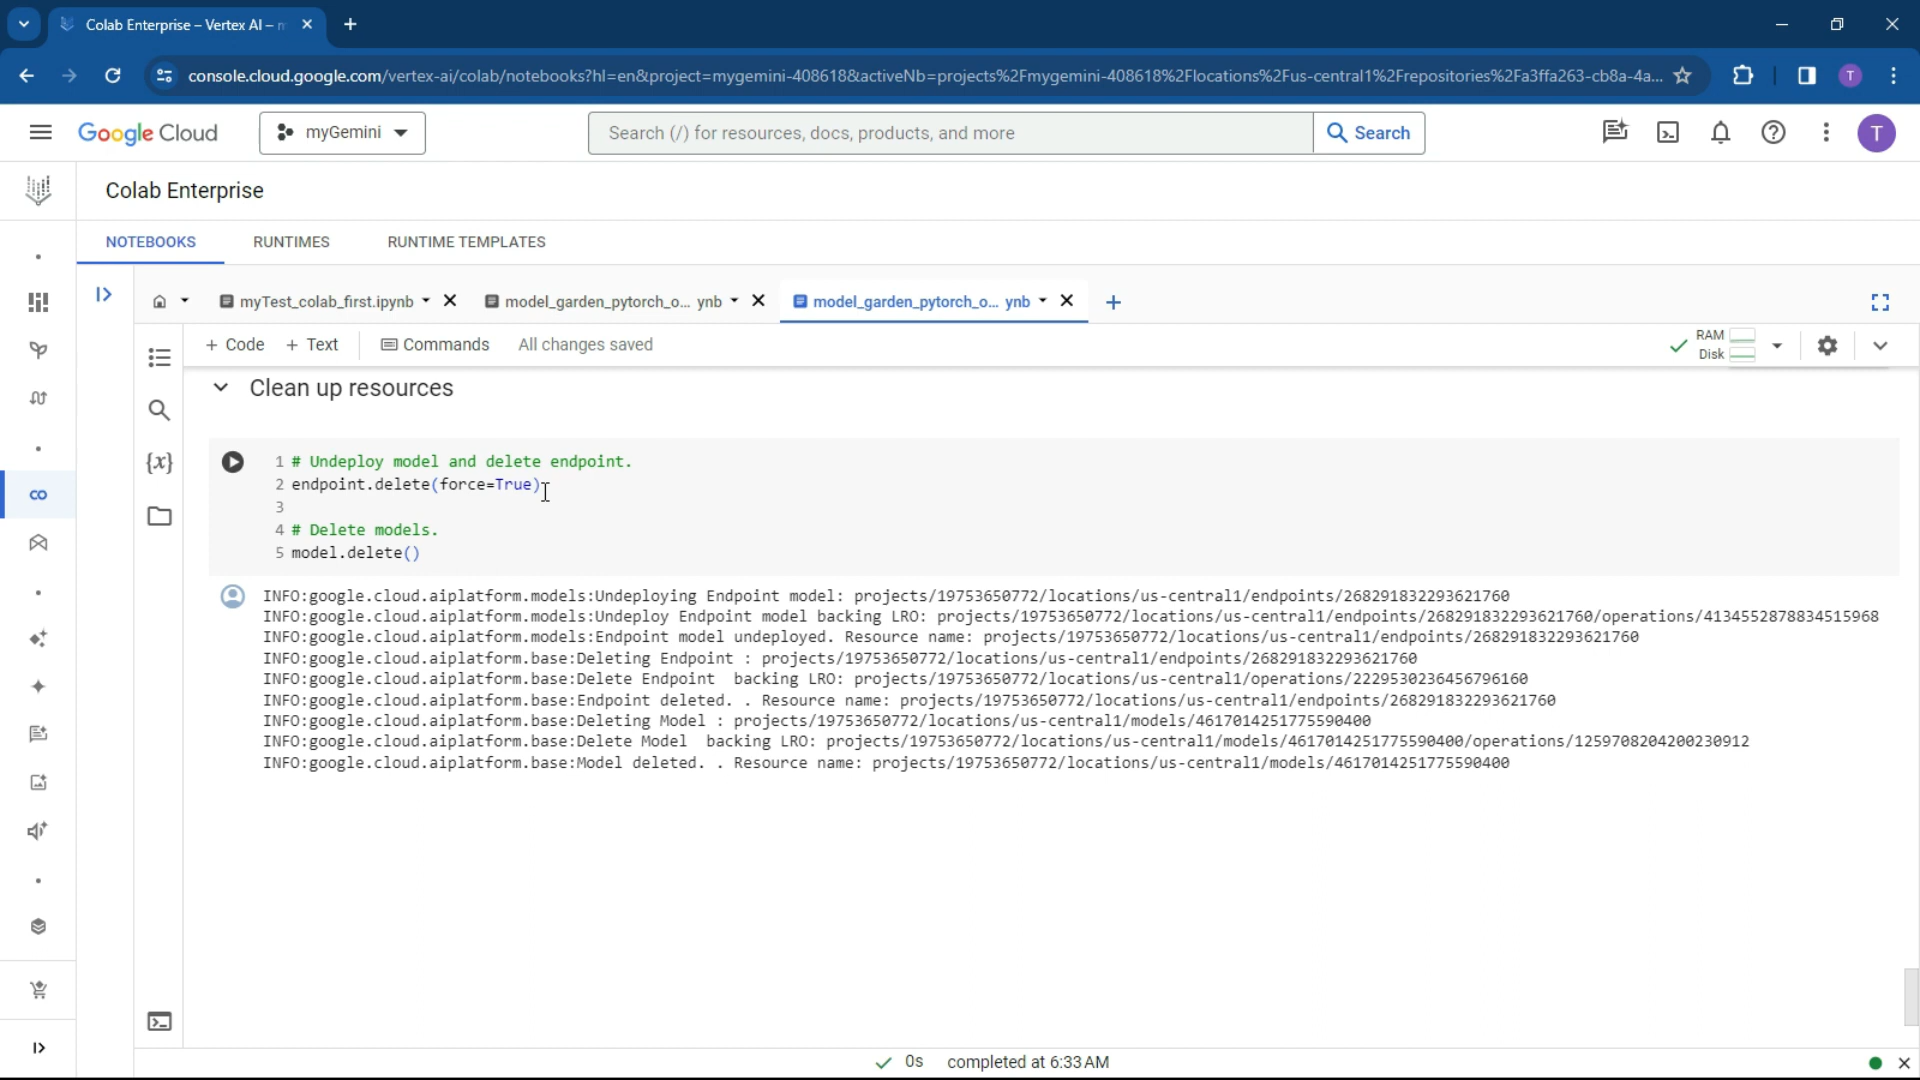 Colab Enterprise – Vertex AI –
console.cloud.google.com/vertex-ai/colab/notebooks?hl=en&project=mygemini-408618&activeNb=projects%2Fmygemini-408618%2Flocations%2Fus-central1%2Frepositories%2Fa3ffa263-cb8a-4a...
T
Google Cloud
myGemini
Search (/) for resources, docs, products, and more
Search
T
Colab Enterprise
NOTEBOOKS
RUNTIMES
RUNTIME TEMPLATES
myTest_colab_first.ipynb
model_garden_pytorch_o... ynb
model_garden_pytorch_o... ynb
+ Code
+ Text
Commands
All changes saved
RAM
Disk
Clean up resources
1 # Undeploy model and delete endpoint.
2 endpoint.delete(force=True)
3
4 # Delete models.
5 model.delete()
INFO:google.cloud.aiplatform.models:Undeploying Endpoint model: projects/19753650772/locations/us-central1/endpoints/268291832293621760
INFO:google.cloud.aiplatform.models:Undeploy Endpoint model backing LRO: projects/19753650772/locations/us-central1/endpoints/268291832293621760/operations/4134552878834515968
INFO:google.cloud.aiplatform.models:Endpoint model undeployed. Resource name: projects/19753650772/locations/us-central1/endpoints/268291832293621760
INFO:google.cloud.aiplatform.base:Deleting Endpoint : projects/19753650772/locations/us-central1/endpoints/268291832293621760
INFO:google.cloud.aiplatform.base:Delete Endpoint  backing LRO: projects/19753650772/locations/us-central1/operations/2229530236456796160
INFO:google.cloud.aiplatform.base:Endpoint deleted. . Resource name: projects/19753650772/locations/us-central1/endpoints/268291832293621760
INFO:google.cloud.aiplatform.base:Deleting Model : projects/19753650772/locations/us-central1/models/4617014251775590400
INFO:google.cloud.aiplatform.base:Delete Model  backing LRO: projects/19753650772/locations/us-central1/models/4617014251775590400/operations/1259708204200230912
INFO:google.cloud.aiplatform.base:Model deleted. . Resource name: projects/19753650772/locations/us-central1/models/4617014251775590400
0s completed at 6:33 AM